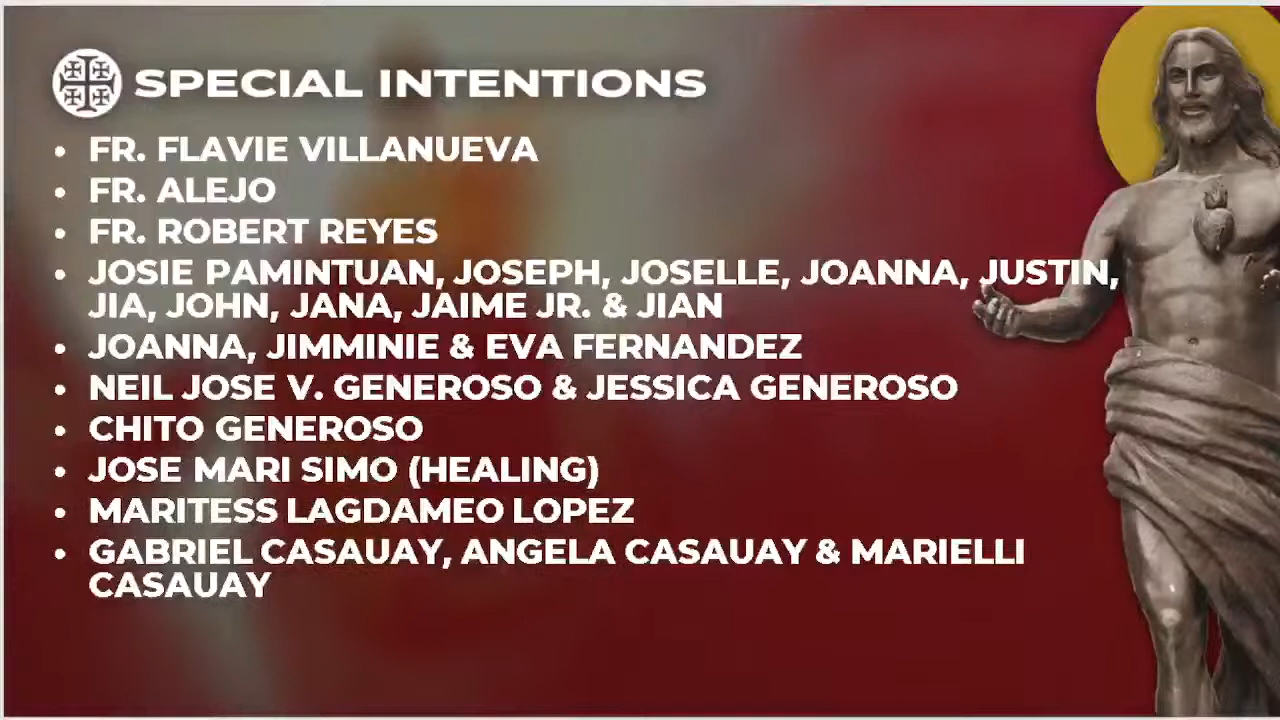 SPECIAL INTENTIONS
• FR. FLAVIE VILLANUEVA
• FR. ALEJO
• FR. ROBERT REYES
• JOSIE PAMINTUAN, JOSEPH, JOSELLE, JOANNA, JUSTIN,
JIA, JOHN, JANA, JAIME JR. & JIAN
• JOANNA, JIMMINIE & EVA FERNANDEZ
• NEIL JOSE V. GENEROSO & JESSICA GENEROSO
• CHITO GENEROSO
• JOSE MARI SIMO (HEALING)
• MARITESS LAGDAMEO LOPEZ
• GABRIEL CASAUAY, ANGELA CASAUAY & MARIELLI
CASAUAY